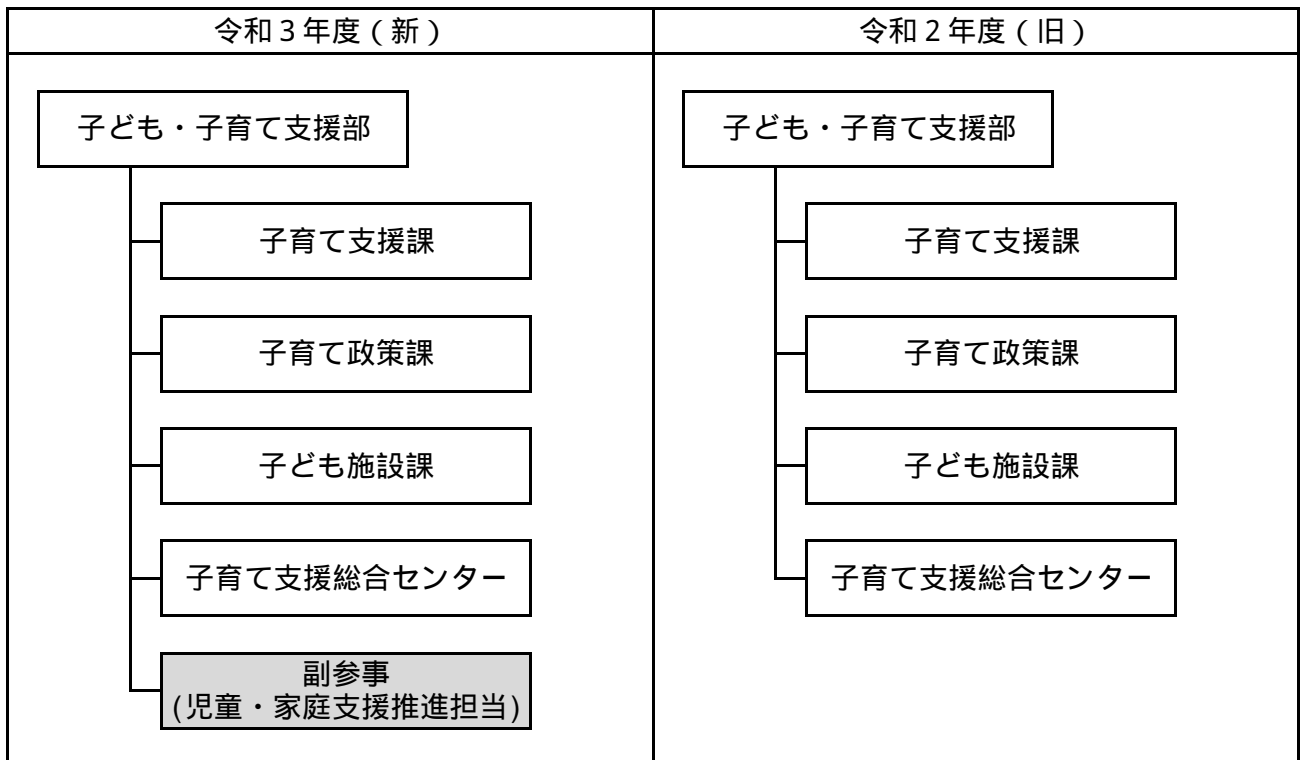 令和３年度（新）
令和２年度（旧）
子ども・子育て支援部
子育て支援課
子育て政策課
子ども施設課
子育て支援総合センター
副参事
(児童・家庭支援推進担当)
子ども・子育て支援部
子育て支援課
子育て政策課
子ども施設課
子育て支援総合センター